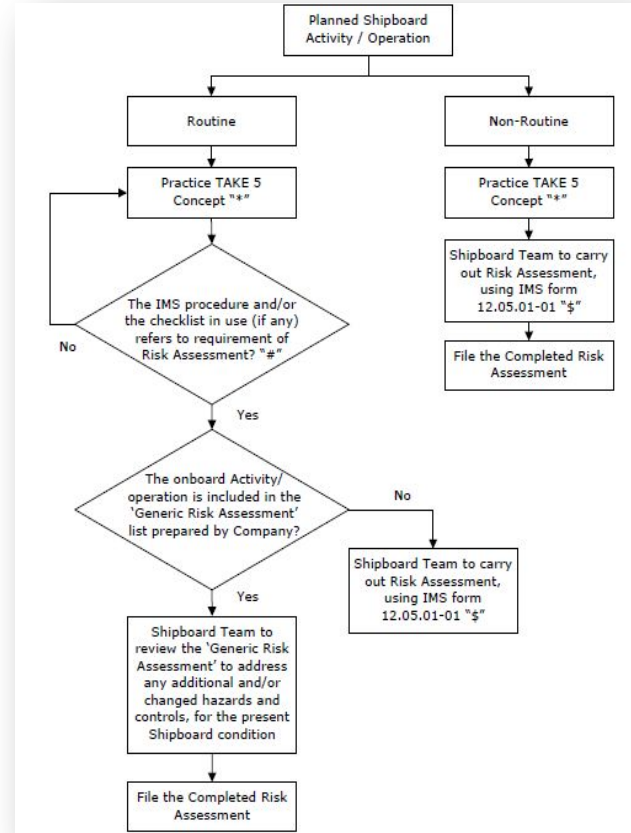 Planned Shipboard
Activity / Operation
Routine
Non-Routine
Practice TAKE 5
Concept "*"
Practice TAKE 5
Concept "*"
Shipboard Team to carry
out Risk Assessment,
using IMS form
12.05.01-01 "$"
File the Completed Risk
Assessment
The IMS procedure and/or
the checklist in use (if any)
refers to requirement of
Risk Assessment? "#"
No
Yes
The onboard Activity/
operation is included in the
'Generic Risk Assessment'
list prepared by Company?
No
Shipboard Team to carry
out Risk Assessment,
using IMS form
12.05.01-01 "$"
Yes
Shipboard Team to
review the 'Generic Risk
Assessment' to address
any additional and/or
changed hazards and
controls, for the present
Shipboard condition
File the Completed Risk
Assessment